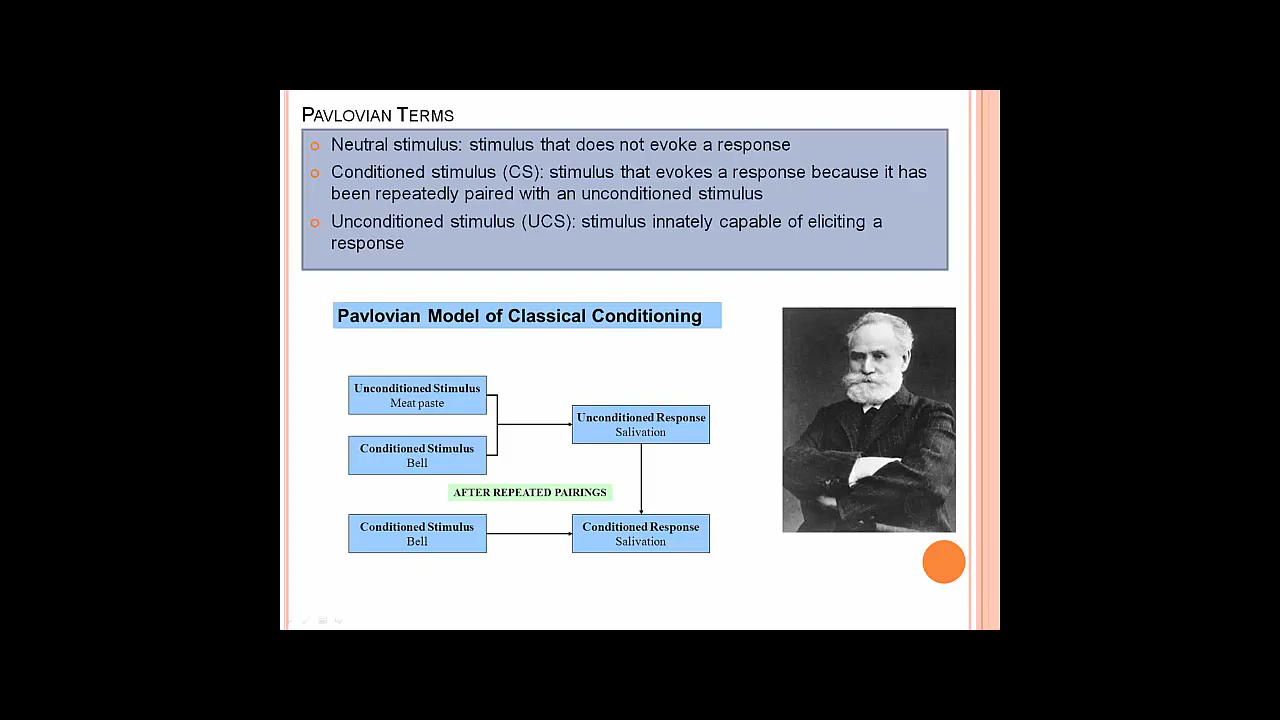 PAVLOVIAN TERMS
Neutral stimulus: stimulus that does not evoke a response
Conditioned stimulus (CS): stimulus that evokes a response because it has
been repeatedly paired with an unconditioned stimulus
Unconditioned stimulus (UCS): stimulus innately capable of eliciting a
response
Pavlovian Model of Classical Conditioning
Unconditioned Stimulus
Meat paste
Conditioned Stimulus
Bell
Unconditioned Response
Salivation
AFTER REPEATED PAIRINGS
Conditioned Stimulus
Bell
Conditioned Response
Salivation